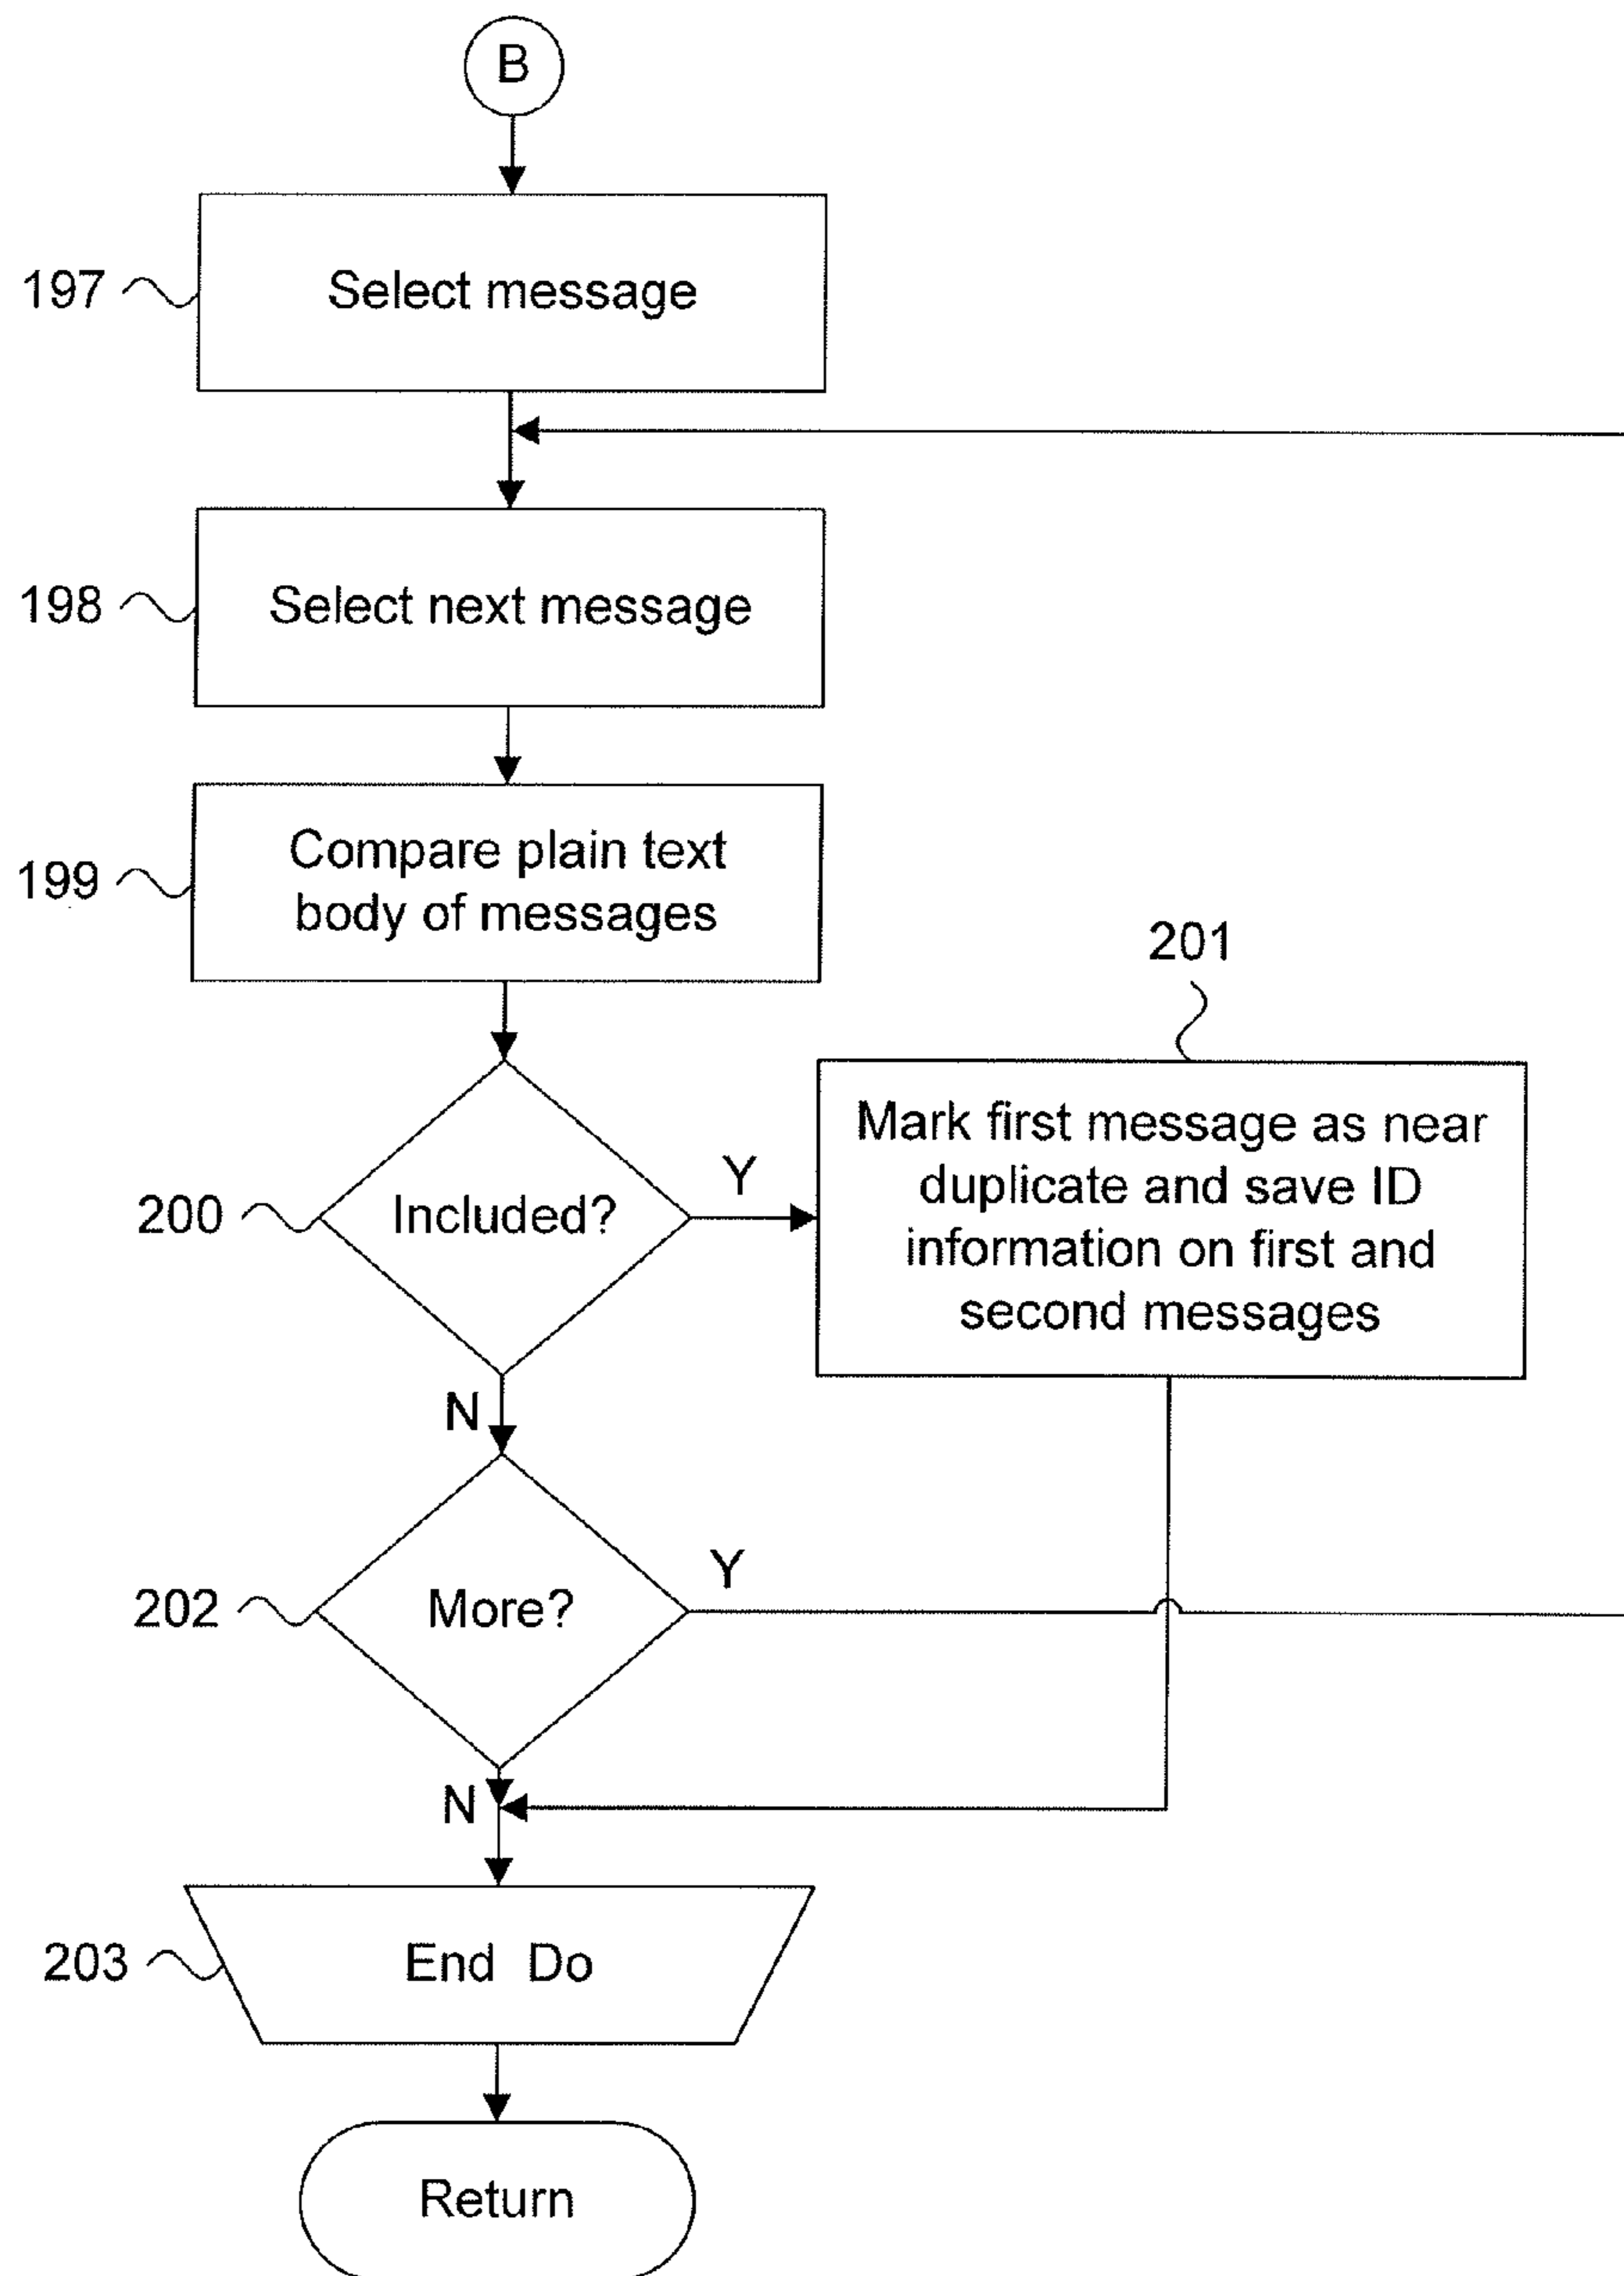 B
197
Select message
198
Select next message
199
Compare plain text
body of messages
201
Mark first message as near
duplicate and save ID
information on first and
second messages
200
Included?
Y
N
202
More?
Y
N
203
End Do
Return